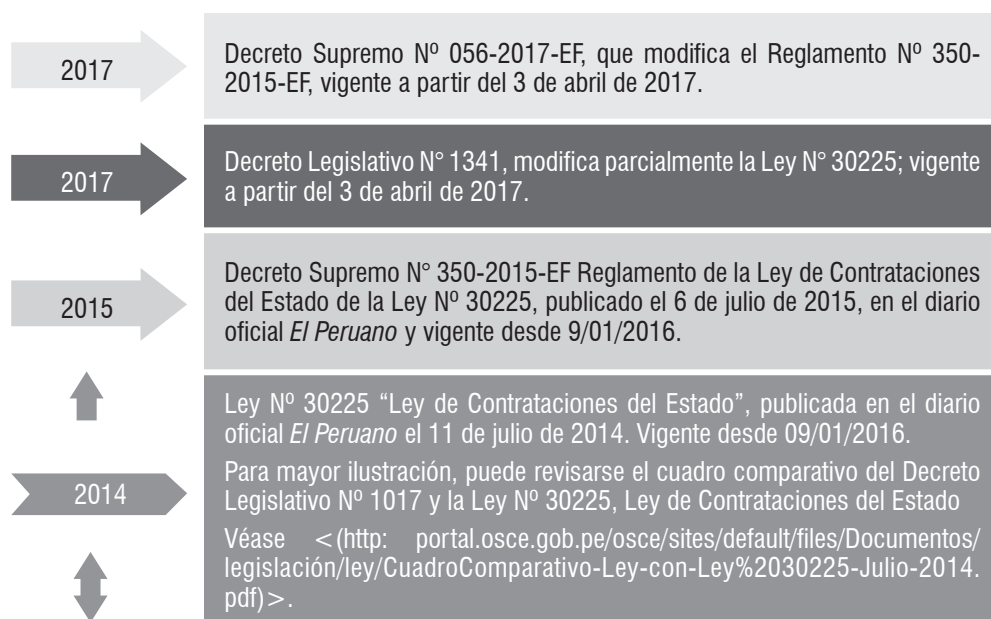 2017
Decreto Supremo Nº 056-2017-EF, que modifica el Reglamento Nº 350-
2015-EF, vigente a partir del 3 de abril de 2017.
2017
Decreto Legislativo N° 1341, modifica parcialmente la Ley N° 30225; vigente
a partir del 3 de abril de 2017.
2015
Decreto Supremo N° 350-2015-EF Reglamento de la Ley de Contrataciones
del Estado de la Ley Nº 30225, publicado el 6 de julio de 2015, en el diario
oficial El Peruano y vigente desde 9/01/2016.
2014
Ley Nº 30225 “Ley de Contrataciones del Estado”, publicada en el diario
oficial El Peruano el 11 de julio de 2014. Vigente desde 09/01/2016.
Para mayor ilustración, puede revisarse el cuadro comparativo del Decreto
Legislativo Nº 1017 y la Ley Nº 30225, Ley de Contrataciones del Estado
Véase <(http: portal.osce.gob.pe/osce/sites/default/files/Documentos/
legislación/ley/CuadroComparativo-Ley-con-Ley%2030225-Julio-2014.
pdf)>.